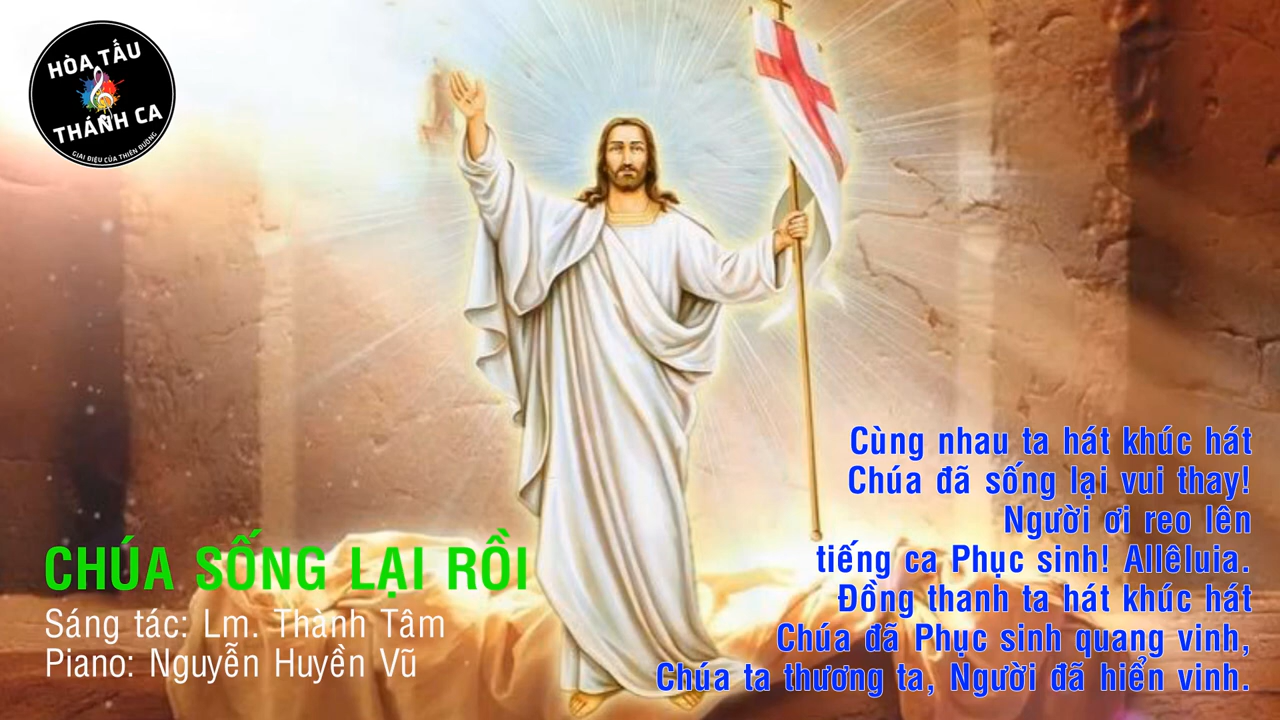 HÒA TẤU
THÁNH CA
GIAI ĐIỆU CỦA THIÊN ĐƯỜNG
Cùng nhau ta hát khúc hát
Chúa đã sống lại vui thay!
Người ơi reo lên
tiếng ca Phục sinh! Allêluia.
Đồng thanh ta hát khúc hát
Chúa đã Phục sinh quang vinh,
Chúa ta thương ta, Người đã hiển vinh.
CHÚA SỐNG LẠI RỒI
Sáng tác: Lm. Thành Tâm
Piano: Nguyễn Huyền Vũ